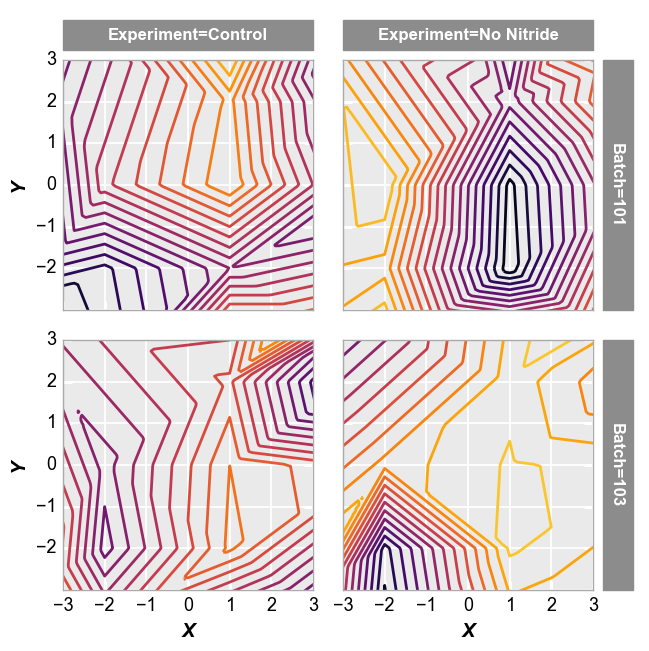 Experiment=Control Experiment=No Nitride
3
2
1
0
−1
−2
Y
Batch=101
3
2
1
0
−1
−2
Y
Batch=103
−3 −2 −1 0 1 2 3 −3 −2 −1 0 1 2 3
X X